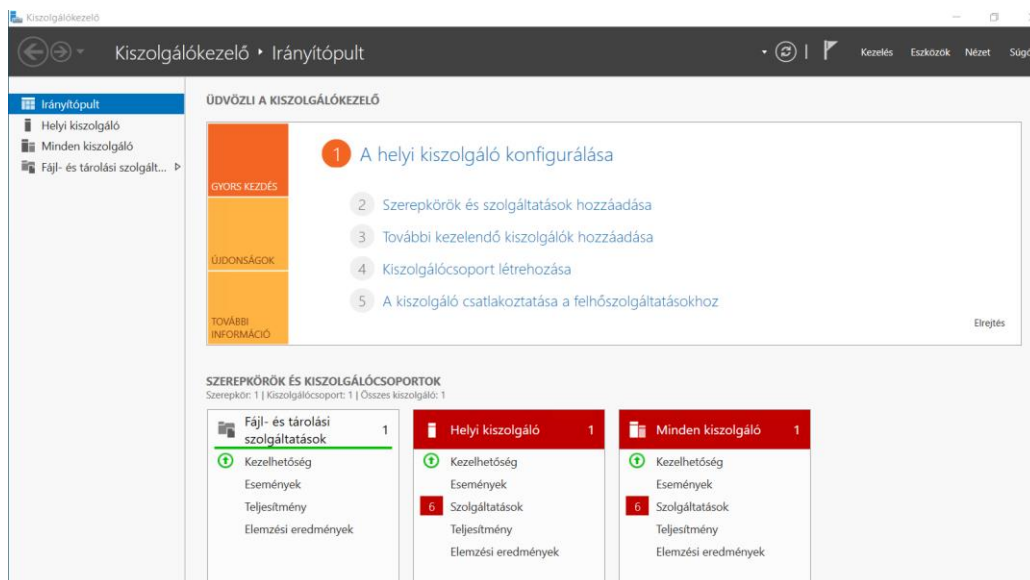 Kiszolgálókezelő
Kiszolgálókezelő • Irányítópult
Kezelés Eszközök Nézet Súgó
Irányítópult
Helyi kiszolgáló
Minden kiszolgáló
Fájl- és tárolási szolgált...
ÜDVÖZLI A KISZOLGÁLÓKEZELŐ
GYORS KEZDÉS
ÚJDONSÁGOK
TOVÁBBI
INFORMÁCIÓ
1 A helyi kiszolgáló konfigurálása
2 Szerepkörök és szolgáltatások hozzáadása
3 További kezelendő kiszolgálók hozzáadása
4 Kiszolgálócsoport létrehozása
5 A kiszolgáló csatlakoztatása a felhőszolgáltatásokhoz
Elrejtés
SZEREPKÖRÖK ÉS KISZOLGÁLÓCSOPORTOK
Szerepkör: 1 | Kiszolgálócsoport: 1 | Összes kiszolgáló: 1
Fájl- és tárolási
szolgáltatások 1
Kezelhetőség
Események
Teljesítmény
Elemzési eredmények
Helyi kiszolgáló 1
Kezelhetőség
Események
6 Szolgáltatások
Teljesítmény
Elemzési eredmények
Minden kiszolgáló 1
Kezelhetőség
Események
6 Szolgáltatások
Teljesítmény
Elemzési eredmények